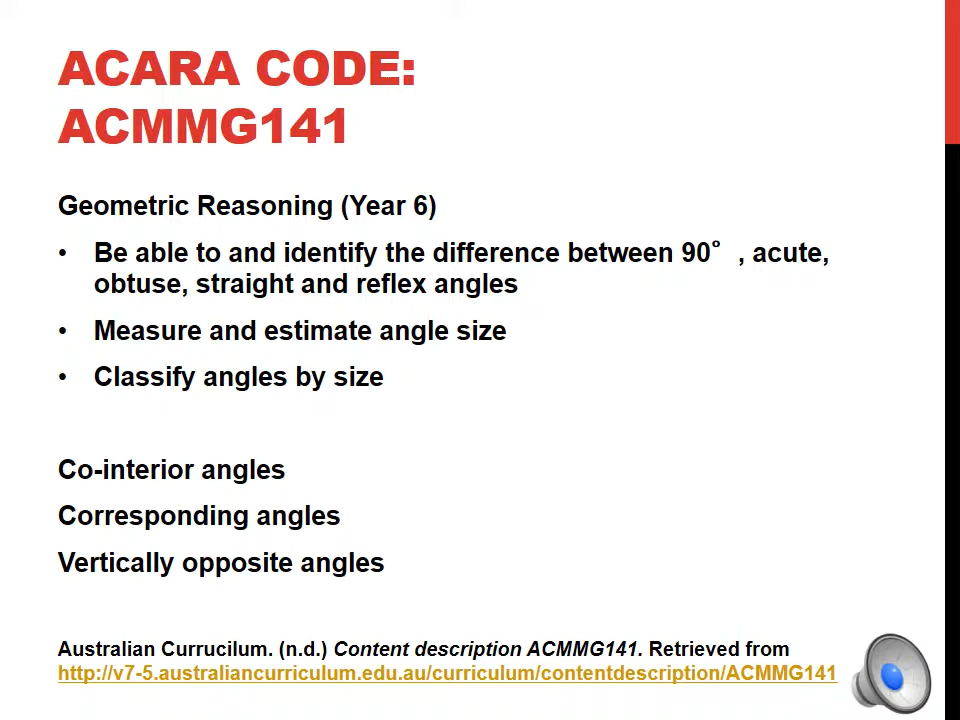 ACARA CODE:
ACMMG141
Geometric Reasoning (Year 6)
• Be able to and identify the difference between 90° , acute,
obtuse, straight and reflex angles
• Measure and estimate angle size
• Classify angles by size
Co-interior angles
Corresponding angles
Vertically opposite angles
Australian Currucilum. (n.d.) Content description ACMMG141. Retrieved from
http://v7-5.australiancurriculum.edu.au/curriculum/contentdescription/ACMMG141